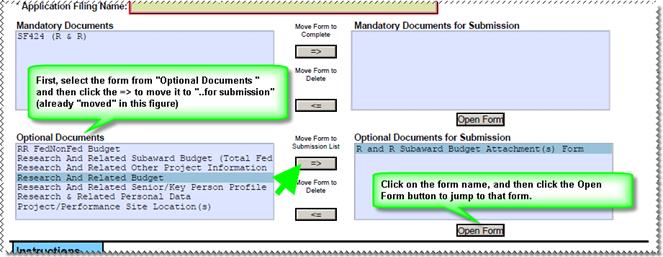 Application Filing Name:
Mandatory Documents
Move Form to
Complete
Mandatory Documents for Submission
SF424 (R & R)
=>
Move Form to
Delete
<=
First, select the form from "Optional Documents "
and then click the => to move it to "..for submission"
(already "moved" in this figure)
Open Form
Optional Documents
Move Form to
Submission List
Optional Documents for Submission
RR FedNonFed Budget
Research And Related Subaward Budget (Total Fed
Research And Related Other Project Information
Research And Related Budget
Research And Related Senior/Key Person Profile
Research & Related Personal Data
Project/Performance Site Location(s)
=>
Move Form to
Delete
<=
R and R Subaward Budget Attachment(s) Form
Click on the form name, and then click the Open
Form button to jump to that form.
Open Form
Instructions